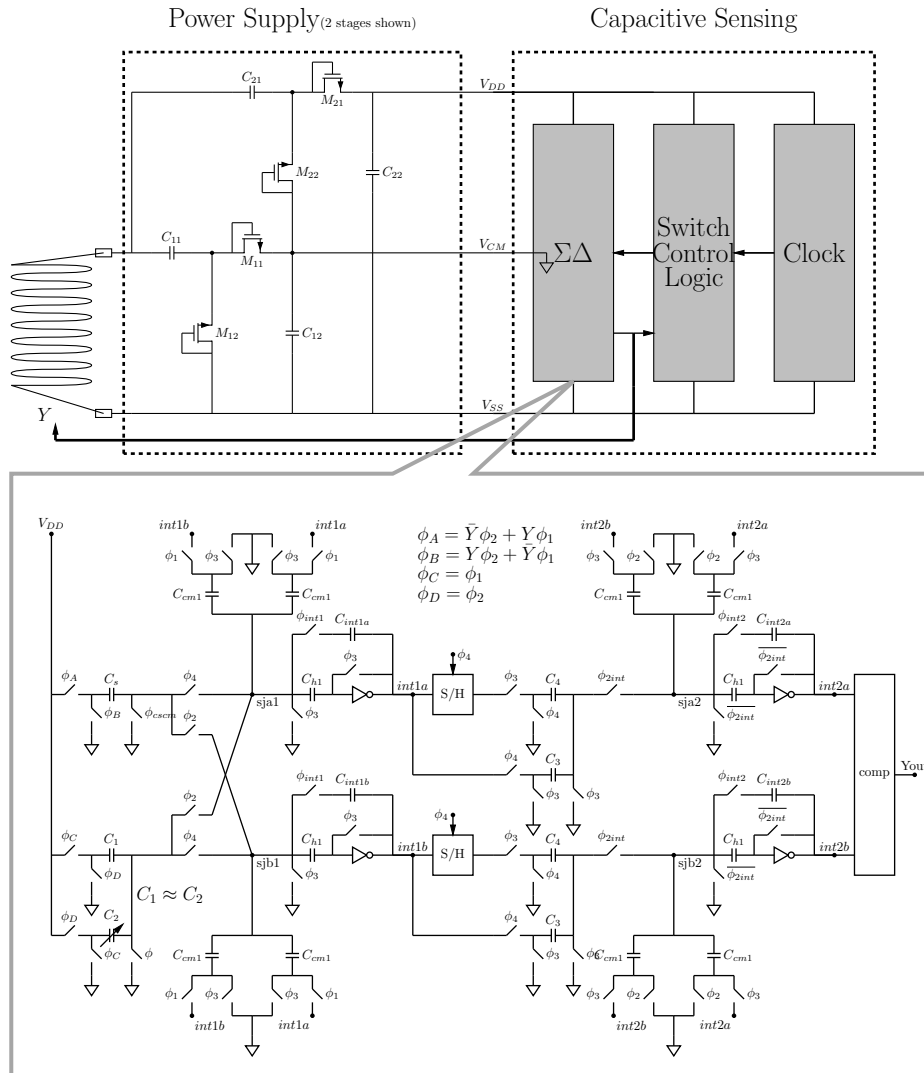 Power Supply(2 stages shown)
Capacitive Sensing
C21
M21
VDD
M22
C22
C11
M11
VCM
ΣΔ
Switch
Control
Logic
Clock
M12
C12
VSS
Y
VDD
int1b
int1a
ϕ1
ϕ3
ϕ3
ϕ1
Ccm1
Ccm1
ϕA = Ȳϕ2 + Yϕ1
ϕB = Yϕ2 + Ȳϕ1
ϕC = ϕ1
ϕD = ϕ2
int2b
int2a
ϕ3
ϕ2
ϕ2
ϕ3
Ccm1
Ccm1
ϕA
Cs
ϕB
ϕcscm
ϕ4
ϕ2
sja1
ϕint1
Cint1a
ϕ3
Ch1
ϕ3
int1a
ϕ4
S/H
ϕ3
C4
ϕ4
ϕ2int
sja2
ϕint2
Cint2a
ϕ2int
Ch1
ϕ2int
int2a
ϕ4
C3
ϕ3
ϕ3
comp
Yout
ϕC
C1
ϕD
ϕ2
ϕ4
sjb1
ϕint1
Cint1b
ϕ3
Ch1
ϕ3
int1b
ϕ4
S/H
ϕ3
C4
ϕ4
ϕ2int
sjb2
ϕint2
Cint2b
ϕ2int
Ch1
ϕ2int
int2b
C1 ≈ C2
ϕD
C2
ϕC
ϕ
ϕ4
C3
ϕ3
ϕ3
Ccm1
Ccm1
ϕ1
ϕ3
ϕ3
ϕ1
int1b
int1a
Ccm1
Ccm1
ϕ3
ϕ2
ϕ2
ϕ3
int2b
int2a